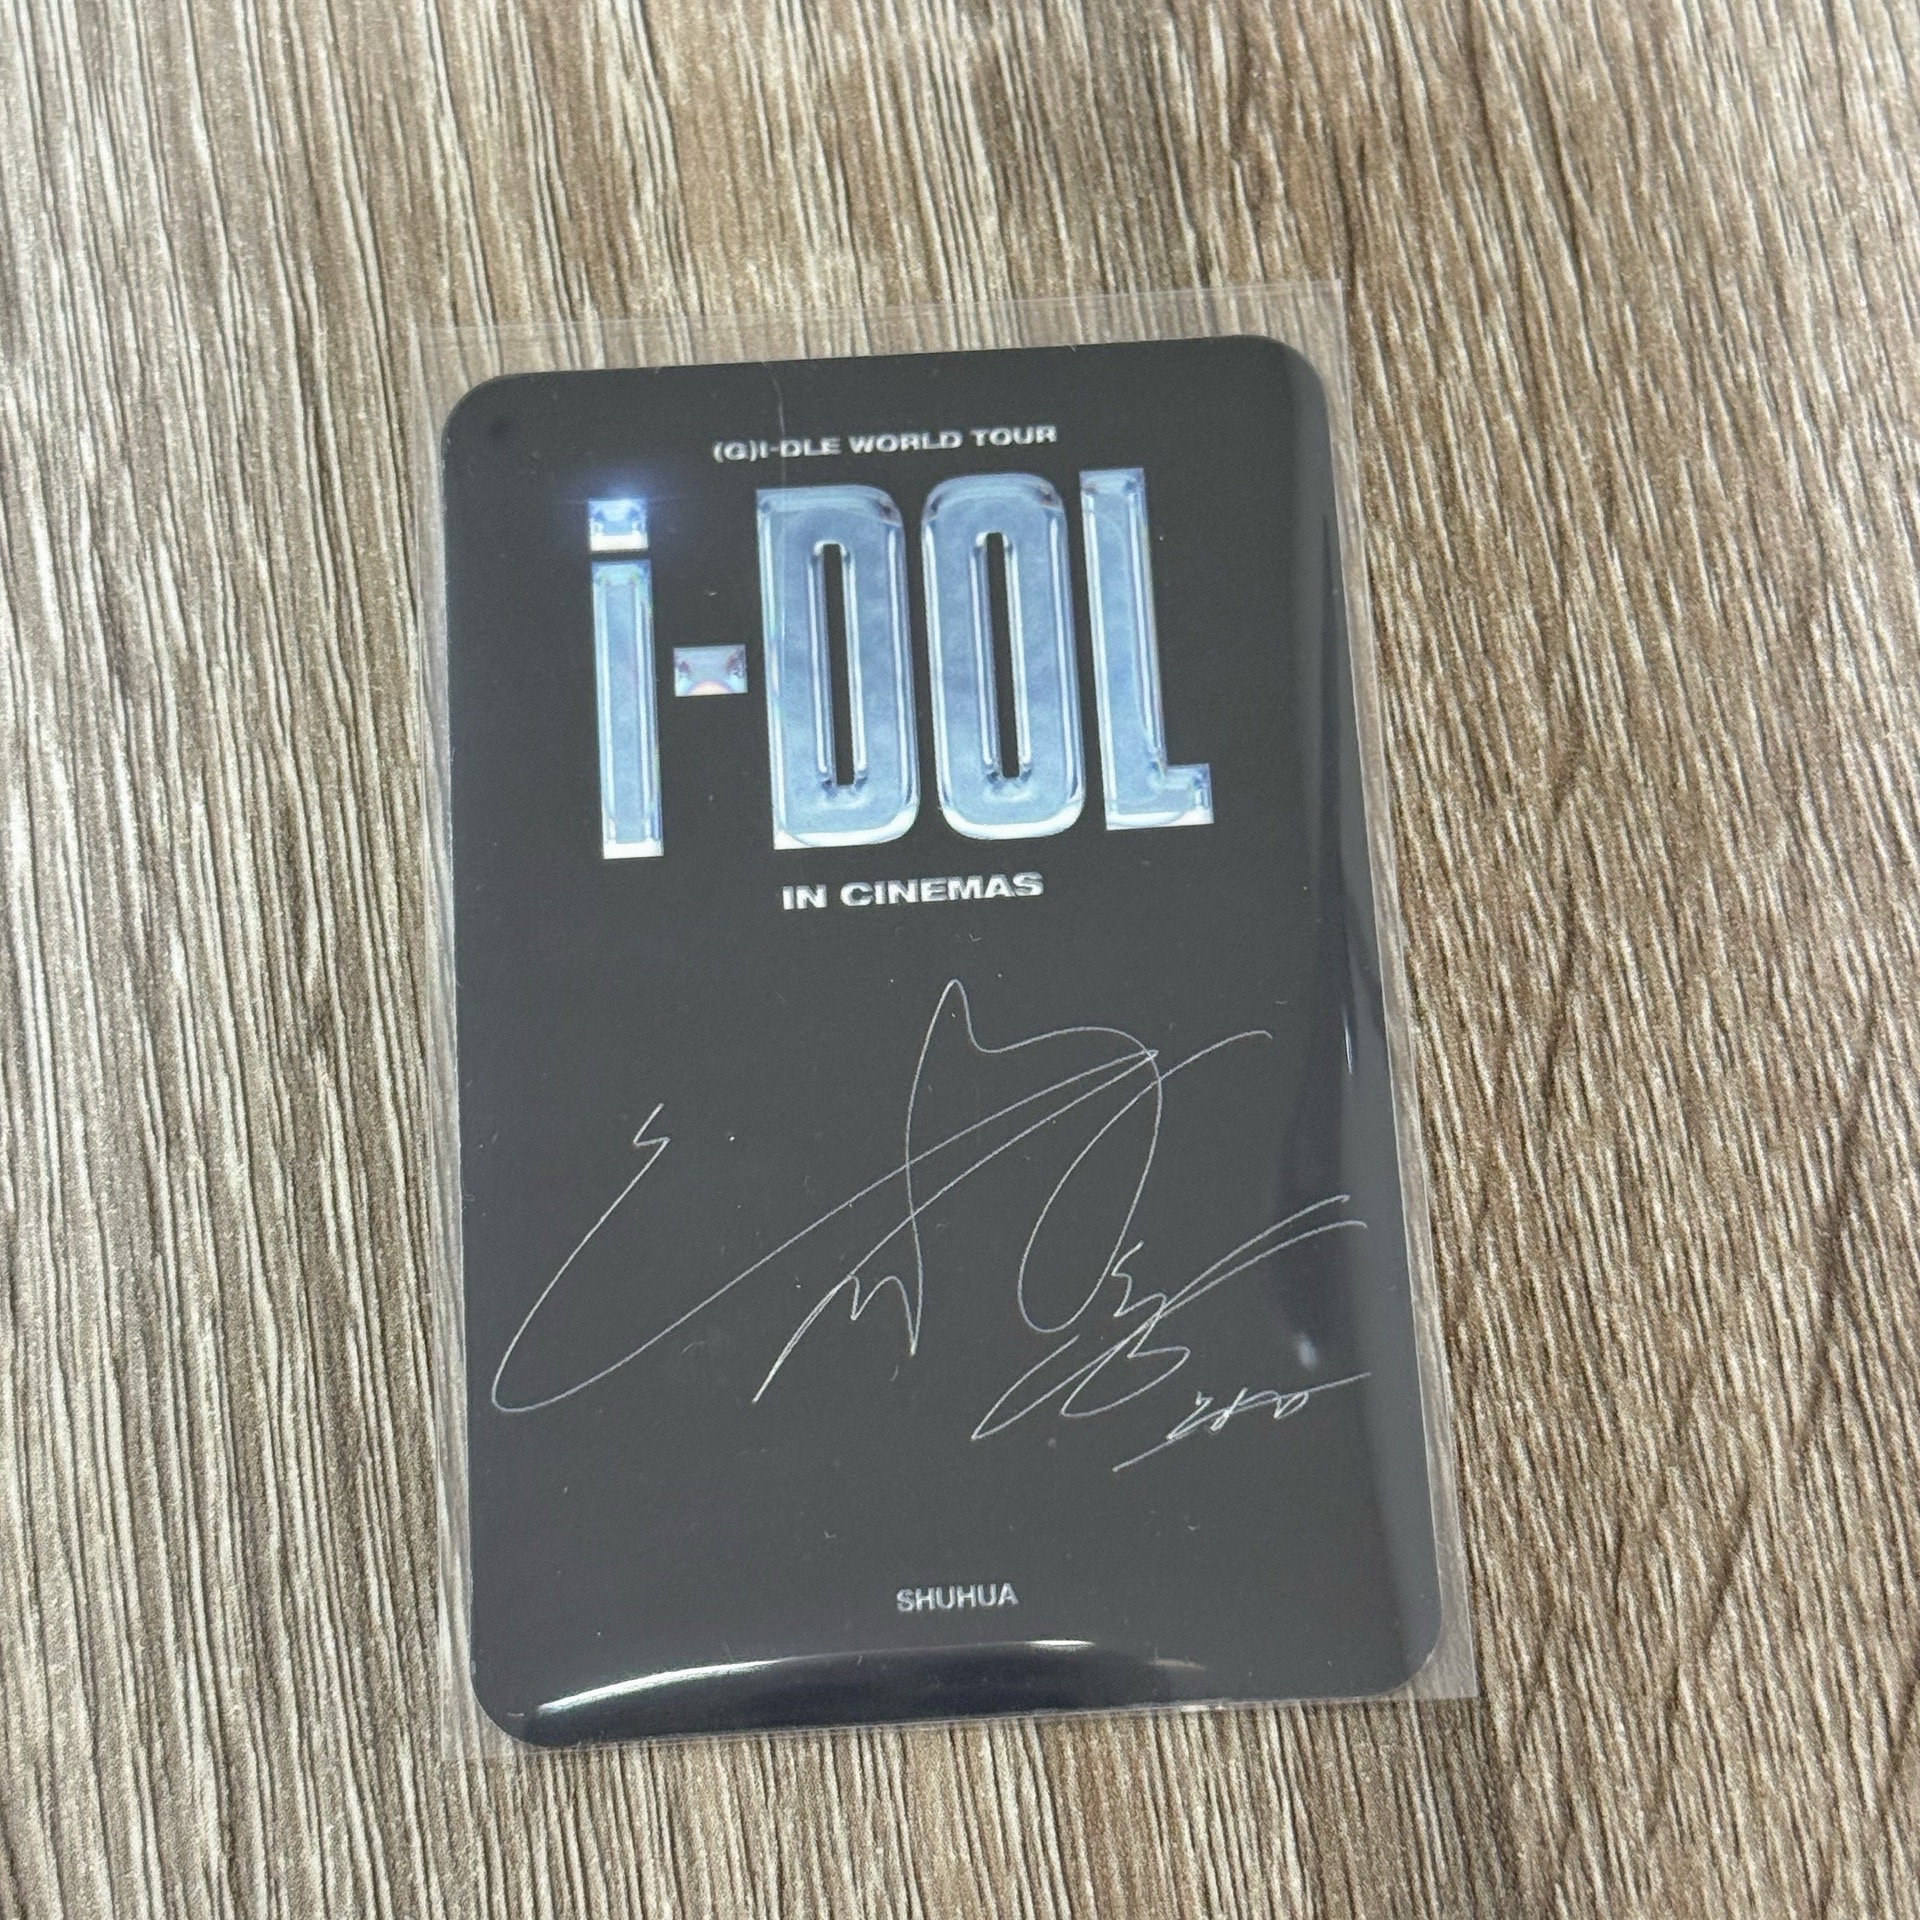 (G)I-DLE WORLD TOUR
i-DOL
IN CINEMAS
SHUHUA